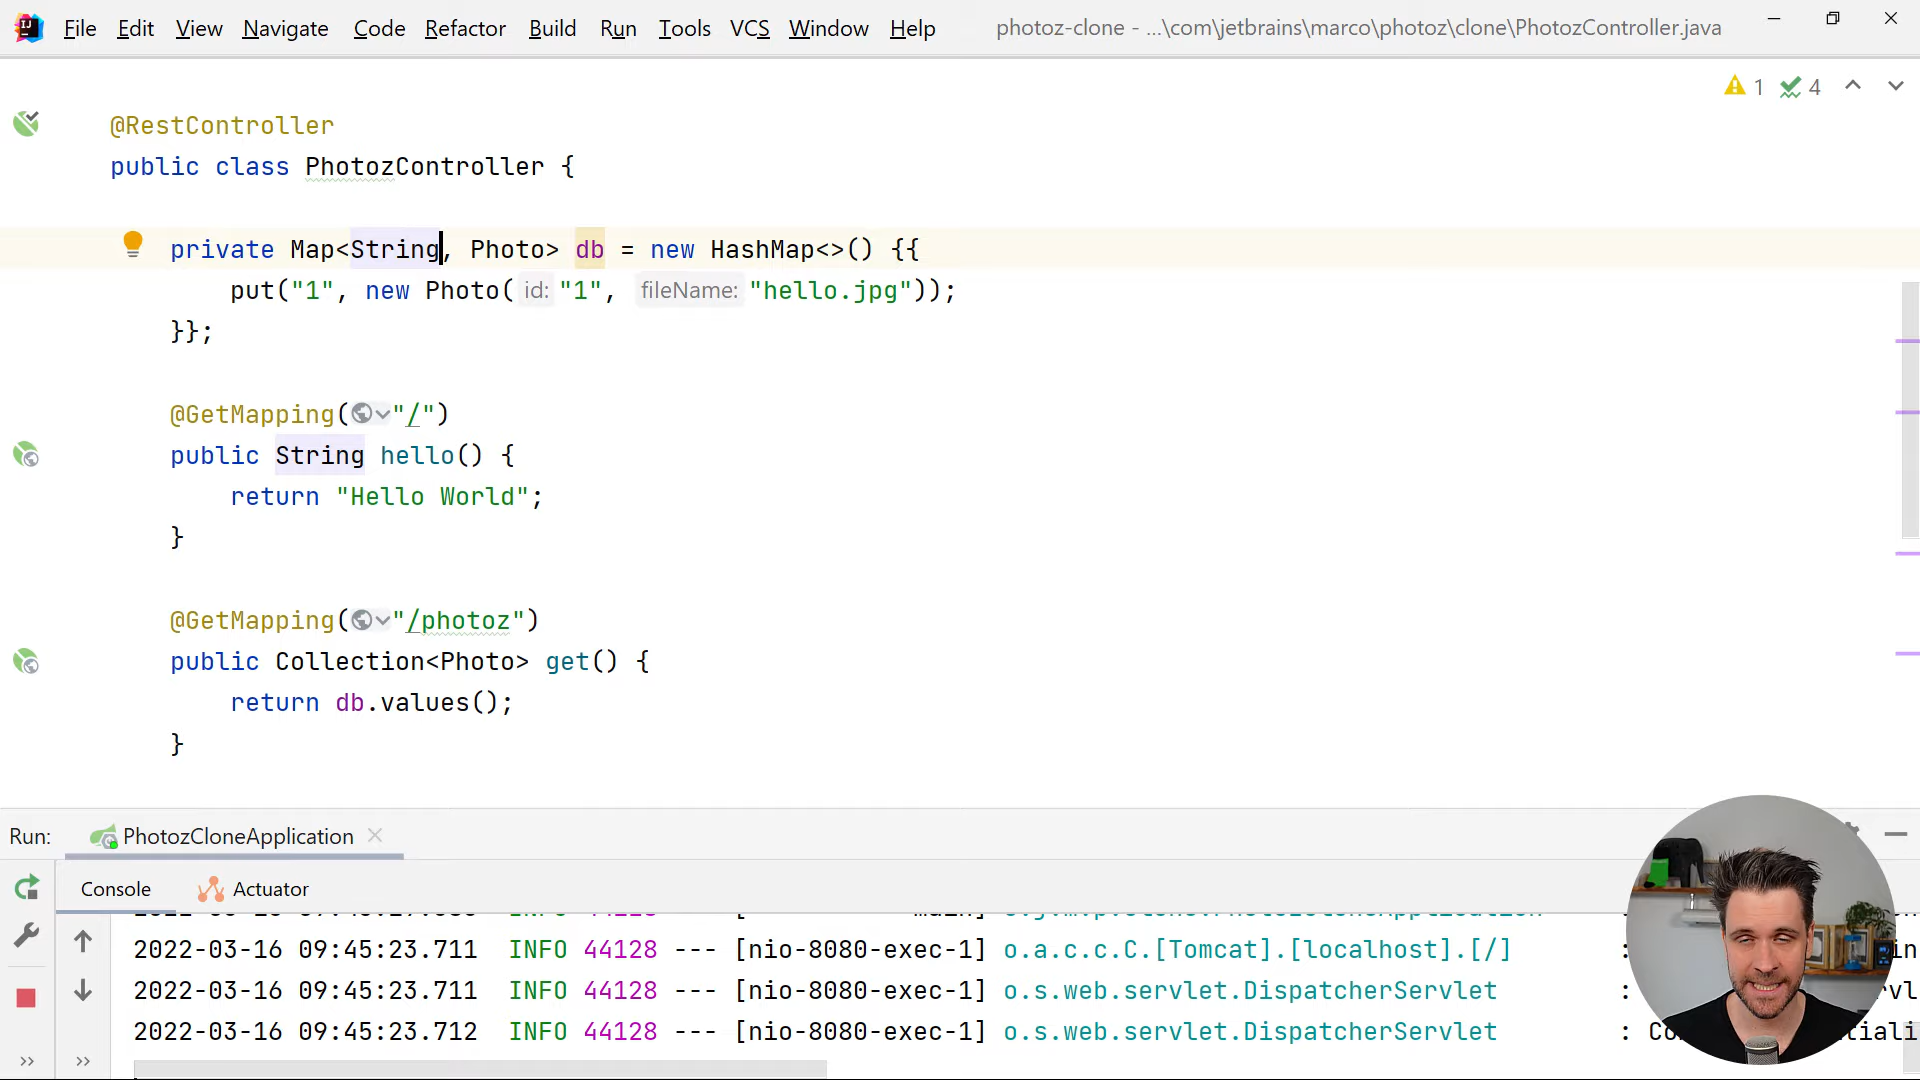 File Edit View Navigate Code Refactor Build Run Tools VCS Window Help photoz-clone - ...\com\jetbrains\marco\photoz\clone\PhotozController.java
1 4
@RestController
public class PhotozController {
private Map<String, Photo> db = new HashMap<>() {{
put("1", new Photo( id: "1", fileName: "hello.jpg"));
}};
@GetMapping("/")
public String hello() {
return "Hello World";
}
@GetMapping("/photoz")
public Collection<Photo> get() {
return db.values();
}
Run: PhotozCloneApplication
Console Actuator
2022-03-16 09:45:23.711 INFO 44128 --- [nio-8080-exec-1] o.a.c.c.C.[Tomcat].[localhost].[/] :
2022-03-16 09:45:23.711 INFO 44128 --- [nio-8080-exec-1] o.s.web.servlet.DispatcherServlet :
2022-03-16 09:45:23.712 INFO 44128 --- [nio-8080-exec-1] o.s.web.servlet.DispatcherServlet :